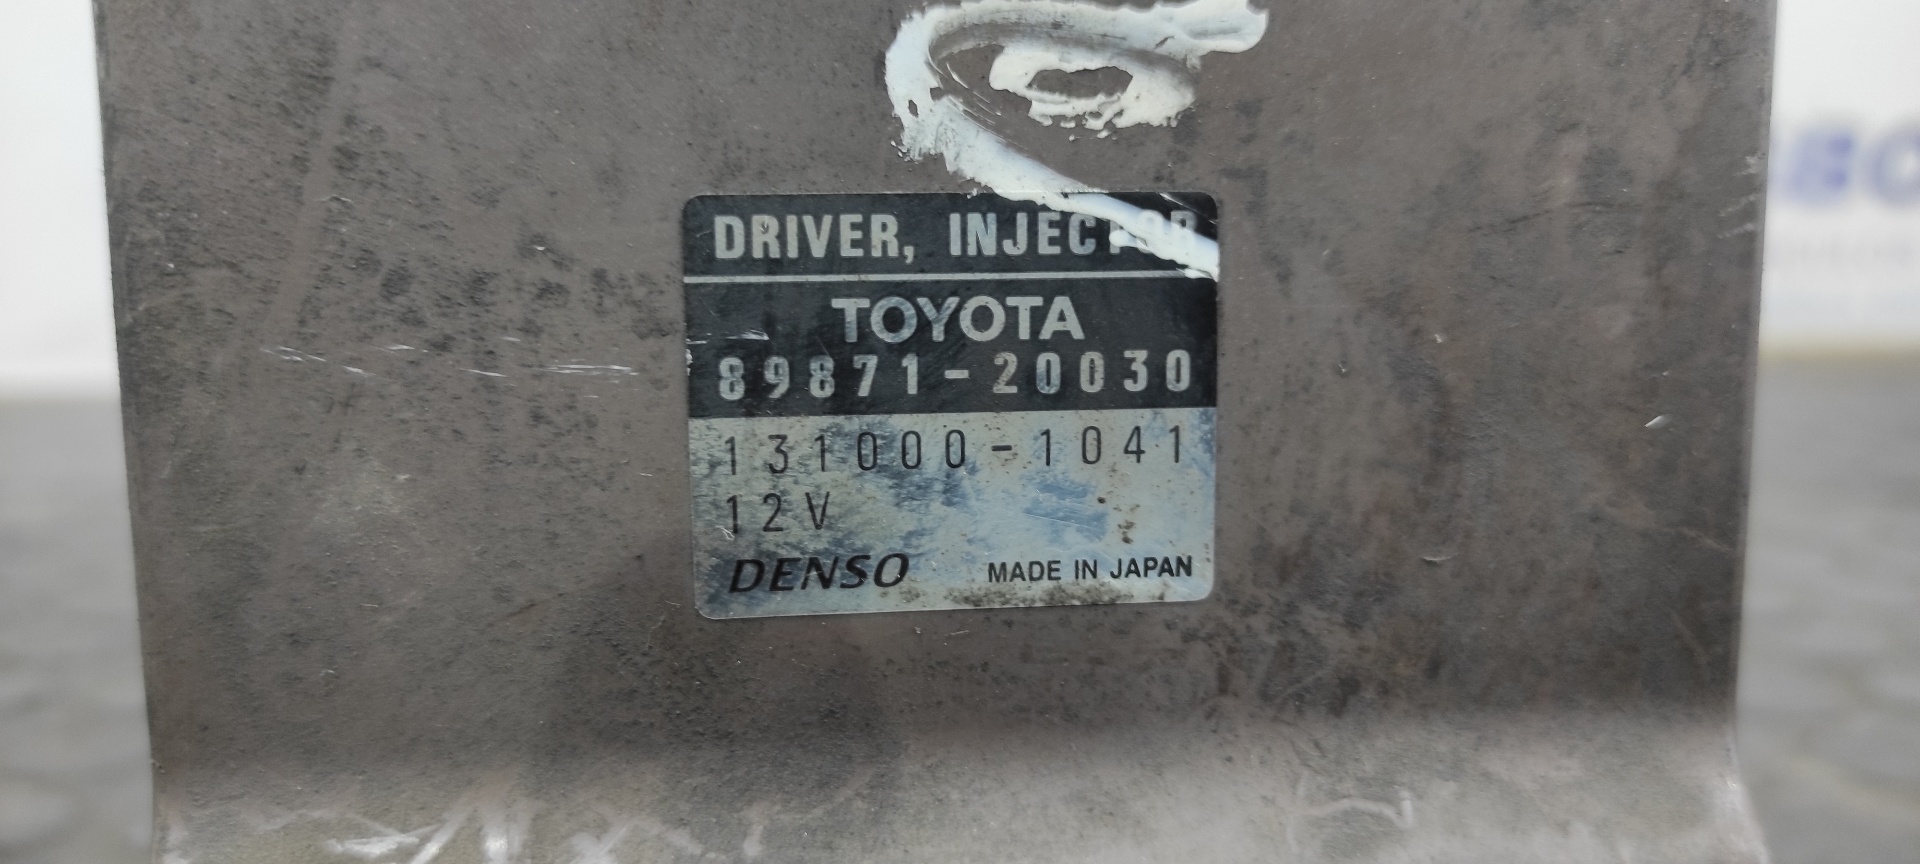 DRIVER, INJECTOR
TOYOTA
89871-20030
131000-1041
12V
DENSO MADE IN JAPAN